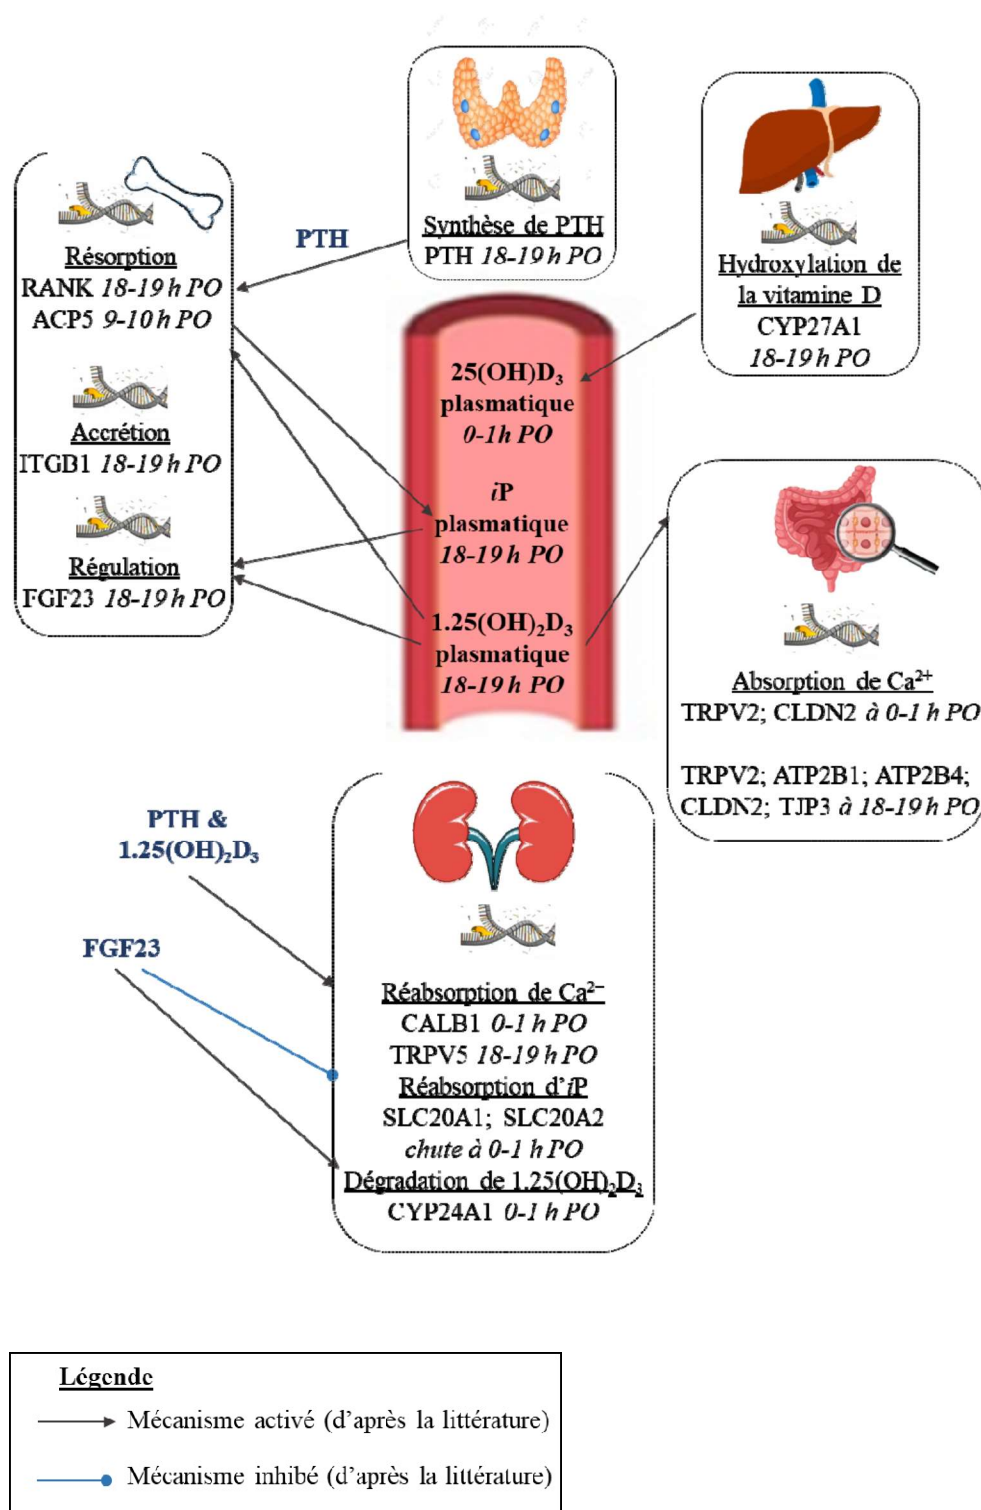 Synthèse de PTH
PTH 18-19 h PO
Hydroxylation de
la vitamine D
CYP27A1
18-19 h PO
PTH
Résorption
RANK 18-19 h PO
ACP5 9-10 h PO
Accrétion
ITGB1 18-19 h PO
Régulation
FGF23 18-19 h PO
25(OH)D₃
plasmatique
0-1h PO
iP
plasmatique
18-19 h PO
1.25(OH)₂D₃
plasmatique
18-19 h PO
Absorption de Ca²⁺
TRPV2; CLDN2 à 0-1 h PO
TRPV2; ATP2B1; ATP2B4;
CLDN2; TJP3 à 18-19 h PO
PTH &
1.25(OH)₂D₃
FGF23
Réabsorption de Ca²⁻
CALB1 0-1 h PO
TRPV5 18-19 h PO
Réabsorption d'iP
SLC20A1; SLC20A2
chute à 0-1 h PO
Dégradation de 1.25(OH)₂D₃
CYP24A1 0-1 h PO
Légende
Mécanisme activé (d'après la littérature)
Mécanisme inhibé (d'après la littérature)